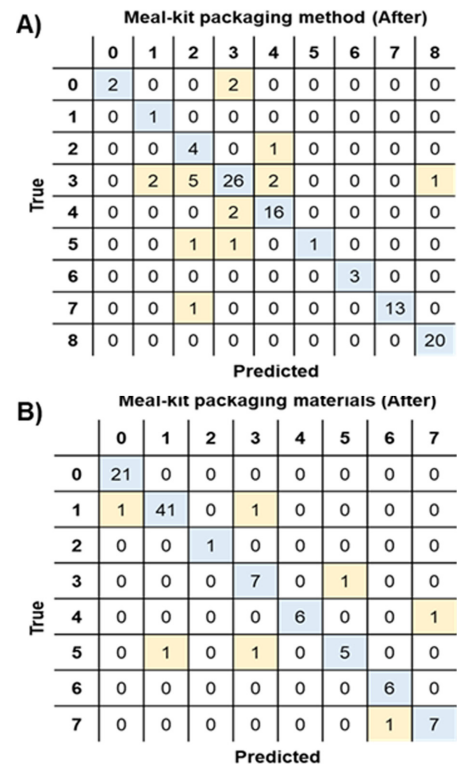 A)
Meal-kit packaging method (After)
0 1 2 3 4 5 6 7 8
0 2 0 0 2 0 0 0 0 0
1 0 1 0 0 0 0 0 0 0
2 0 0 4 0 1 0 0 0 0
3 0 2 5 26 2 0 0 0 1
4 0 0 0 2 16 0 0 0 0
5 0 0 1 1 0 1 0 0 0
6 0 0 0 0 0 0 3 0 0
7 0 0 1 0 0 0 0 13 0
8 0 0 0 0 0 0 0 0 20
True
Predicted
B)
Meal-kit packaging materials (After)
0 1 2 3 4 5 6 7
0 21 0 0 0 0 0 0 0
1 1 41 0 1 0 0 0 0
2 0 0 1 0 0 0 0 0
3 0 0 0 7 0 1 0 0
4 0 0 0 0 6 0 0 1
5 0 1 0 1 0 5 0 0
6 0 0 0 0 0 0 6 0
7 0 0 0 0 0 0 1 7
True
Predicted